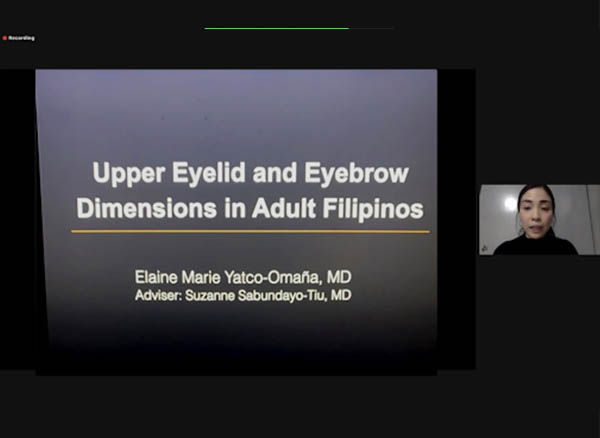 Recording
Upper Eyelid and Eyebrow
Dimensions in Adult Filipinos
Elaine Marie Yatco-Omaña, MD
Adviser: Suzanne Sabundayo-Tiu, MD